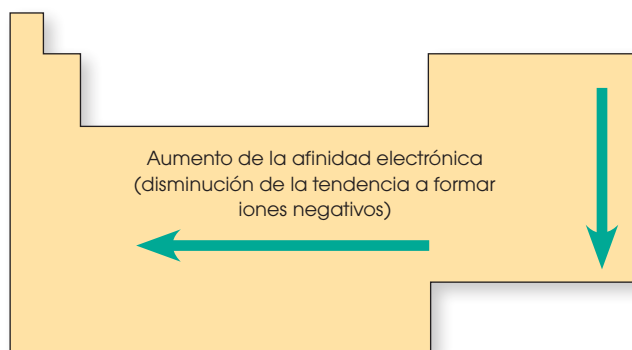 Aumento de la afinidad electrónica
(disminución de la tendencia a formar
iones negativos)